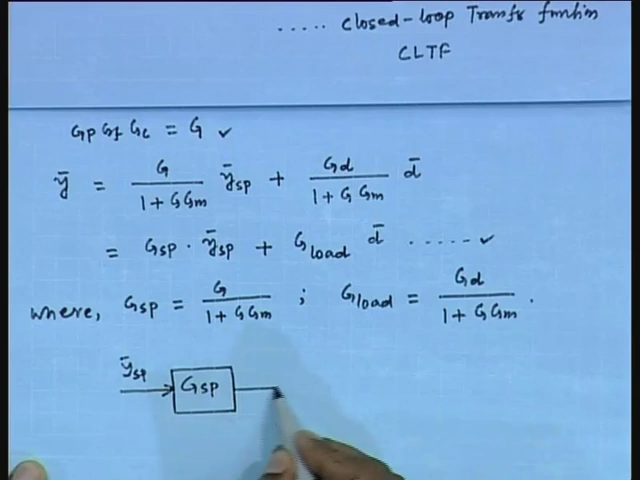 ..... Closed-loop Transfr function
CLTF
Gp Gf Gc = G ✓
ȳ = G / (1 + G Gm) ȳsp + Gd / (1 + G Gm) d̄
= Gsp · ȳsp + Gload d̄ ..... ✓
where, Gsp = G / (1 + G Gm) ; Gload = Gd / (1 + G Gm) .
ȳsp
Gsp